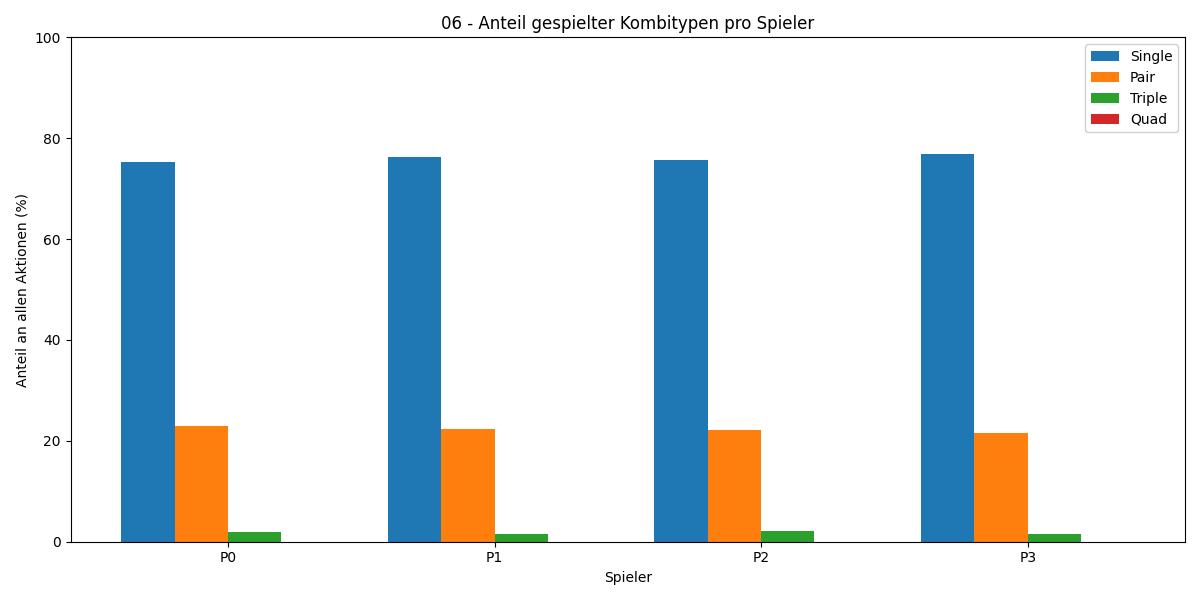 06 - Anteil gespielter Kombitypen pro Spieler
Anteil an allen Aktionen (%)
100
80
60
40
20
0
Single
Pair
Triple
Quad
P0
P1
P2
P3
Spieler